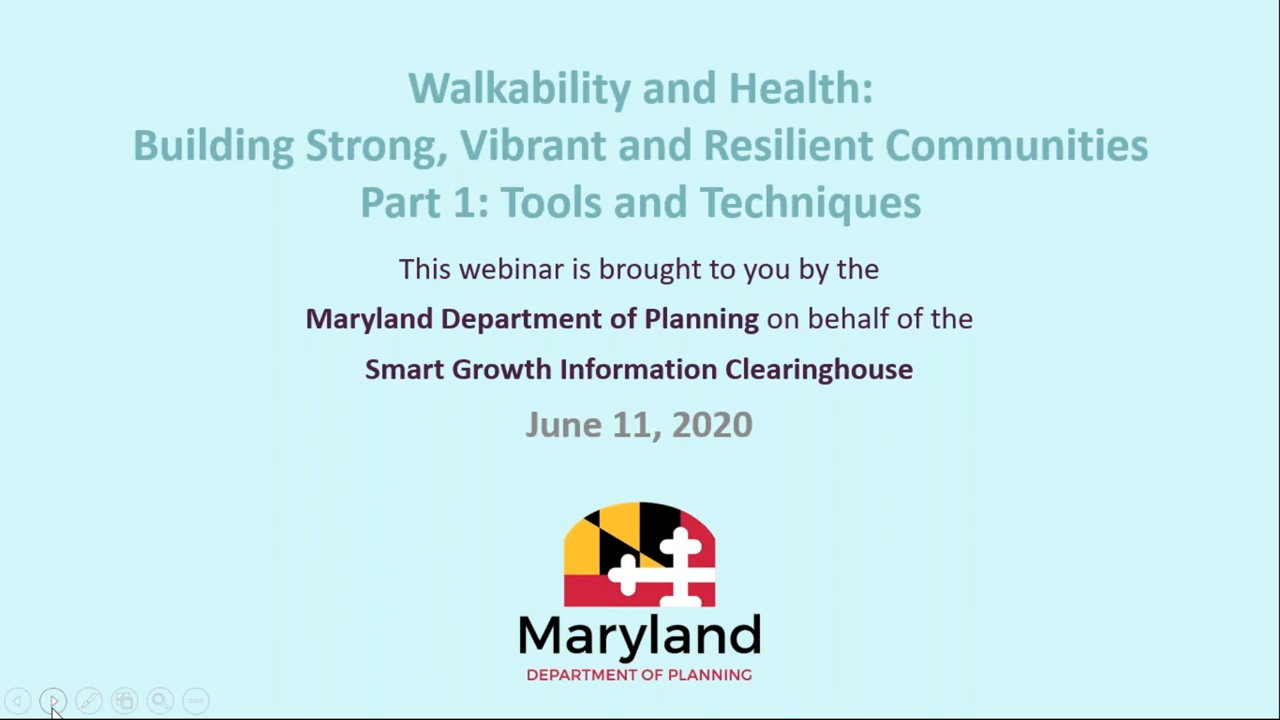 Walkability and Health:
Building Strong, Vibrant and Resilient Communities
Part 1: Tools and Techniques
This webinar is brought to you by the
Maryland Department of Planning on behalf of the
Smart Growth Information Clearinghouse
June 11, 2020
Maryland
DEPARTMENT OF PLANNING